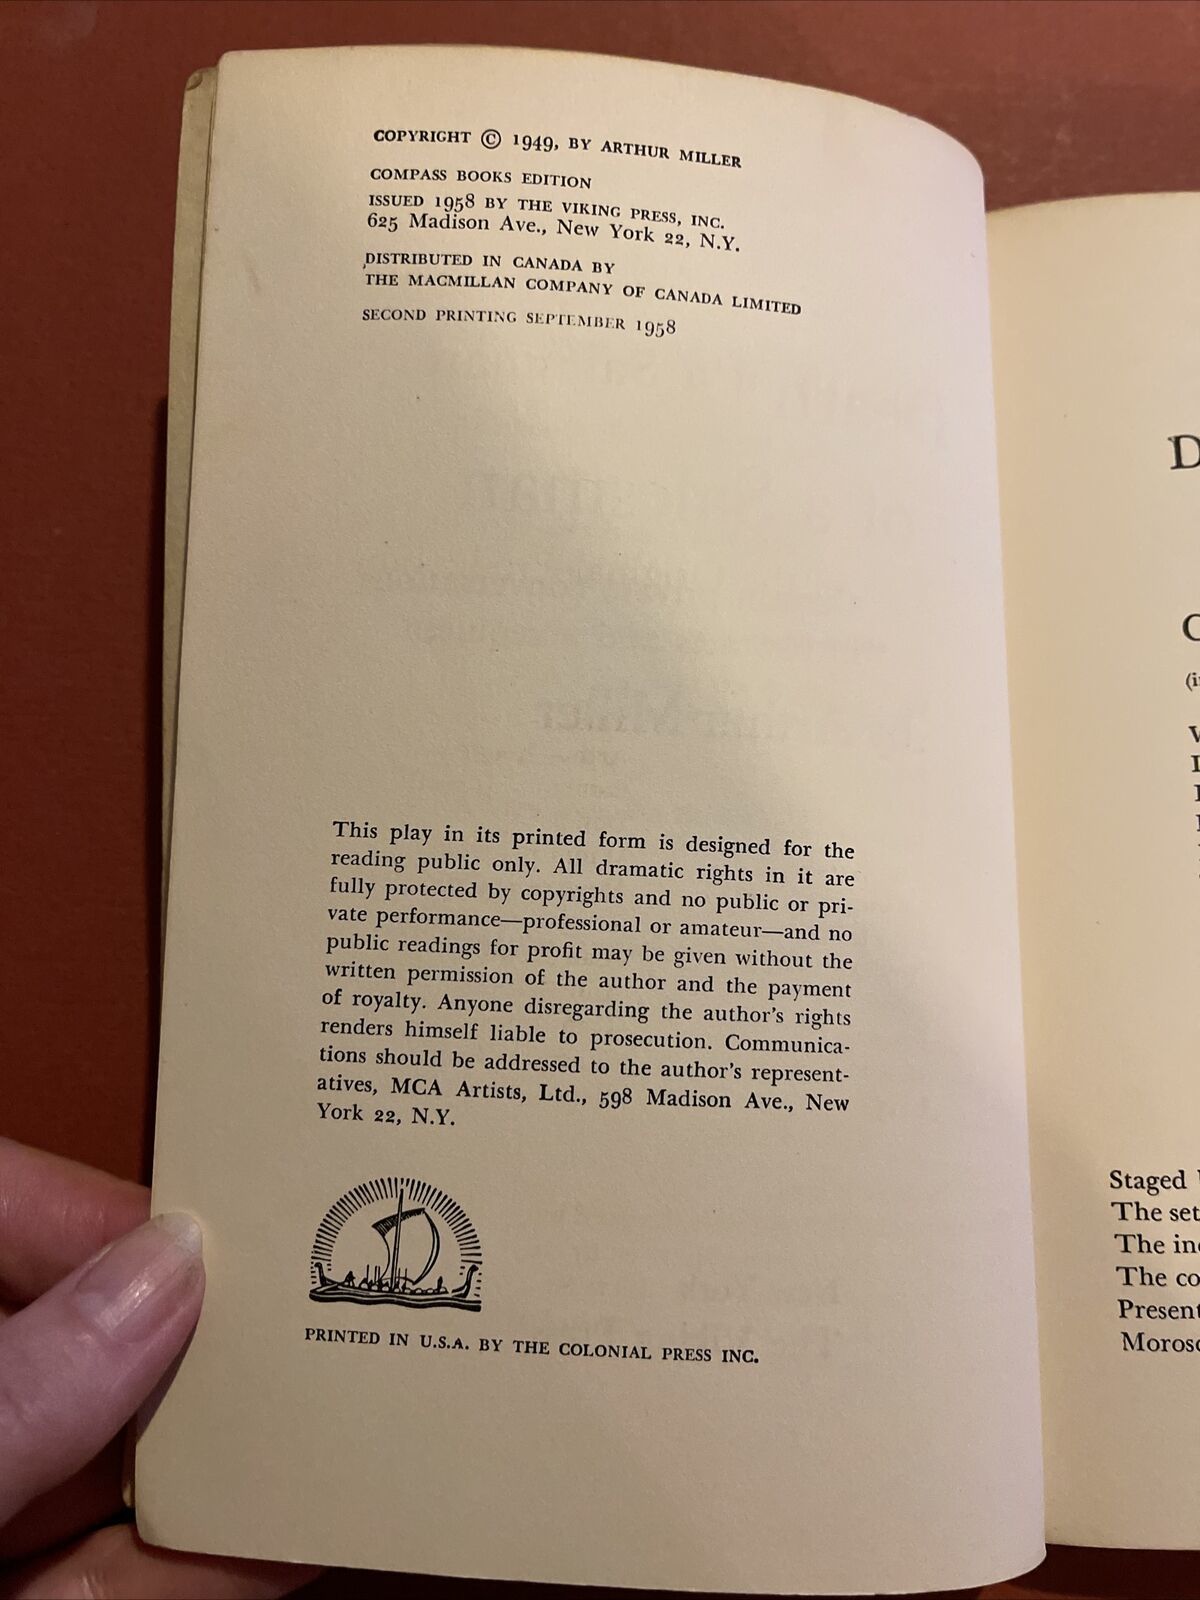 COPYRIGHT © 1949, BY ARTHUR MILLER
COMPASS BOOKS EDITION
ISSUED 1958 BY THE VIKING PRESS, INC.
625 Madison Ave., New York 22, N.Y.
DISTRIBUTED IN CANADA BY
THE MACMILLAN COMPANY OF CANADA LIMITED
SECOND PRINTING SEPTEMBER 1958
This play in its printed form is designed for the
reading public only. All dramatic rights in it are
fully protected by copyrights and no public or pri-
vate performance—professional or amateur—and no
public readings for profit may be given without the
written permission of the author and the payment
of royalty. Anyone disregarding the author's rights
renders himself liable to prosecution. Communica-
tions should be addressed to the author's represent-
atives, MCA Artists, Ltd., 598 Madison Ave., New
York 22, N.Y.
PRINTED IN U.S.A. BY THE COLONIAL PRESS INC.
D
C
Staged
The set
The
The co
Present
Morosc